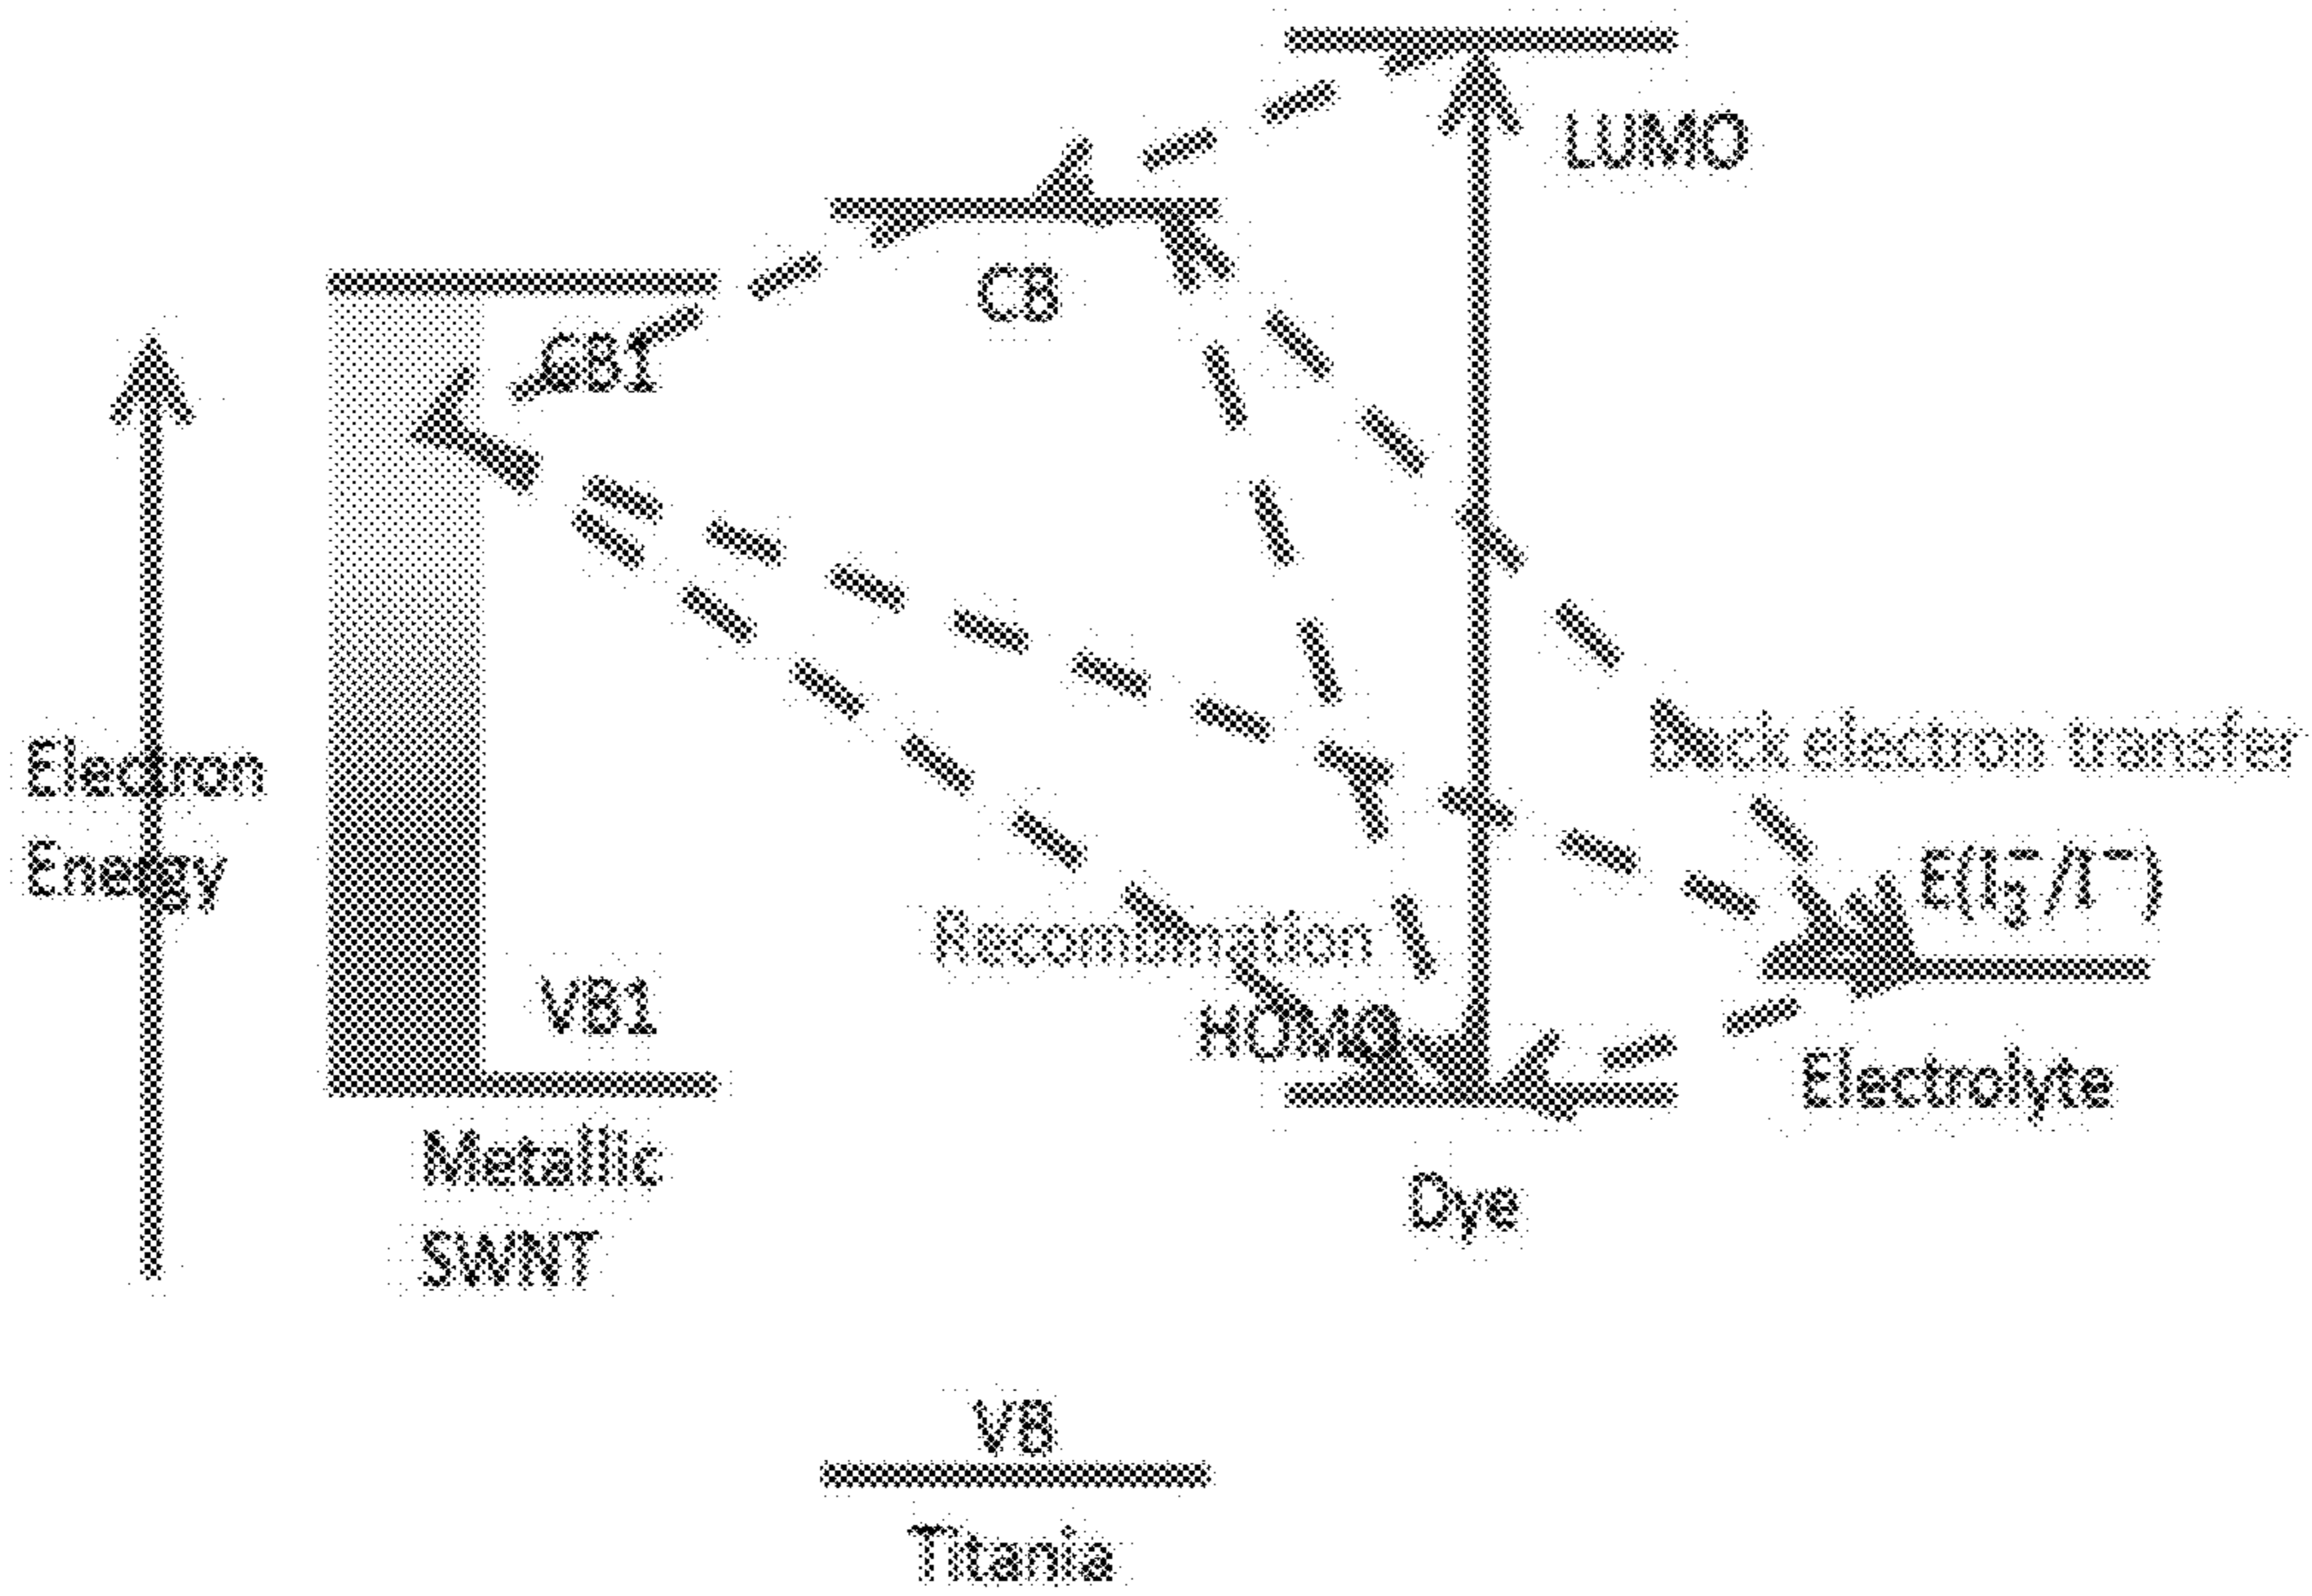 LUMO
CB
CB1
Electron
Energy
Back electron transfer
E(I₃⁻/I⁻)
Recombination
VB1
HOMO
Electrolyte
Metallic
SWNT
Dye
VB
Titania